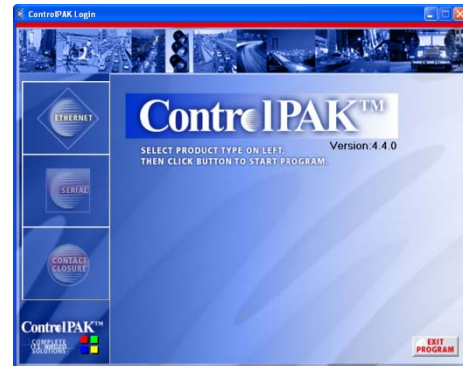 ControlPAK Login
ETHERNET
ControlPAK™
SELECT PRODUCT TYPE ON LEFT,
THEN CLICK BUTTON TO START PROGRAM.
Version:4.4.0
SERIAL
CONTACT
CLOSURE
ControlPAK™
COMPLETE
SOLUTIONS
EXIT
PROGRAM